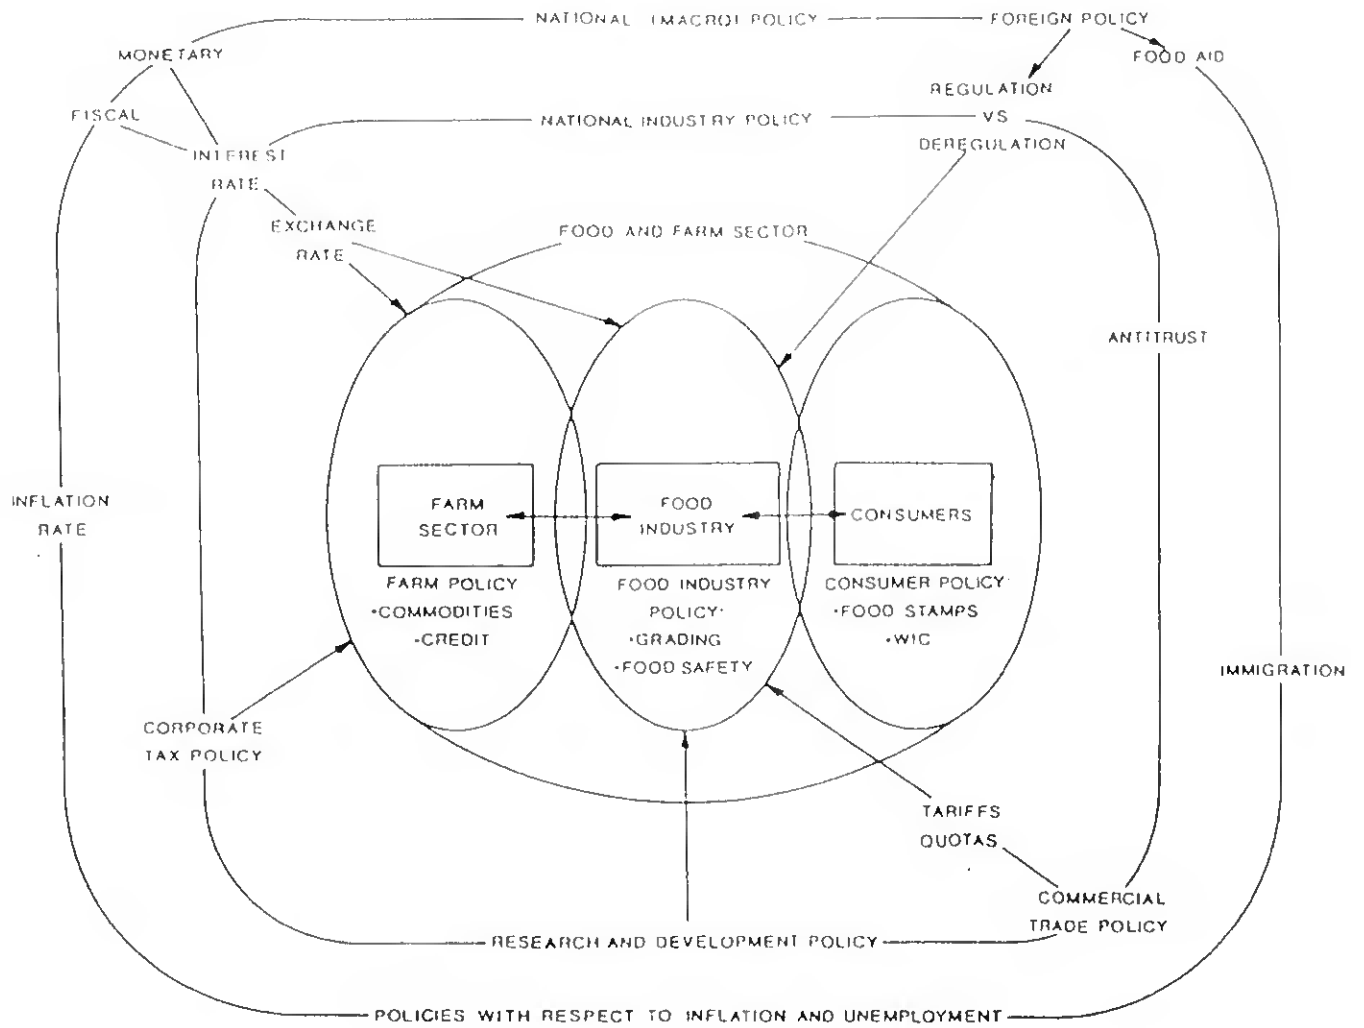 NATIONAL (MACRO) POLICY
FOREIGN POLICY
MONETARY
FOOD AID
FISCAL
REGULATION
VS
DEREGULATION
NATIONAL INDUSTRY POLICY
INTEREST
RATE
EXCHANGE
RATE
FOOD AND FARM SECTOR
ANTITRUST
INFLATION
RATE
FARM
SECTOR
FOOD
INDUSTRY
CONSUMERS
FARM POLICY
•COMMODITIES
•CREDIT
FOOD INDUSTRY
POLICY:
•GRADING
•FOOD SAFETY
CONSUMER POLICY:
•FOOD STAMPS
•WIC
IMMIGRATION
CORPORATE
TAX POLICY
TARIFFS
QUOTAS
COMMERCIAL
TRADE POLICY
RESEARCH AND DEVELOPMENT POLICY
POLICIES WITH RESPECT TO INFLATION AND UNEMPLOYMENT